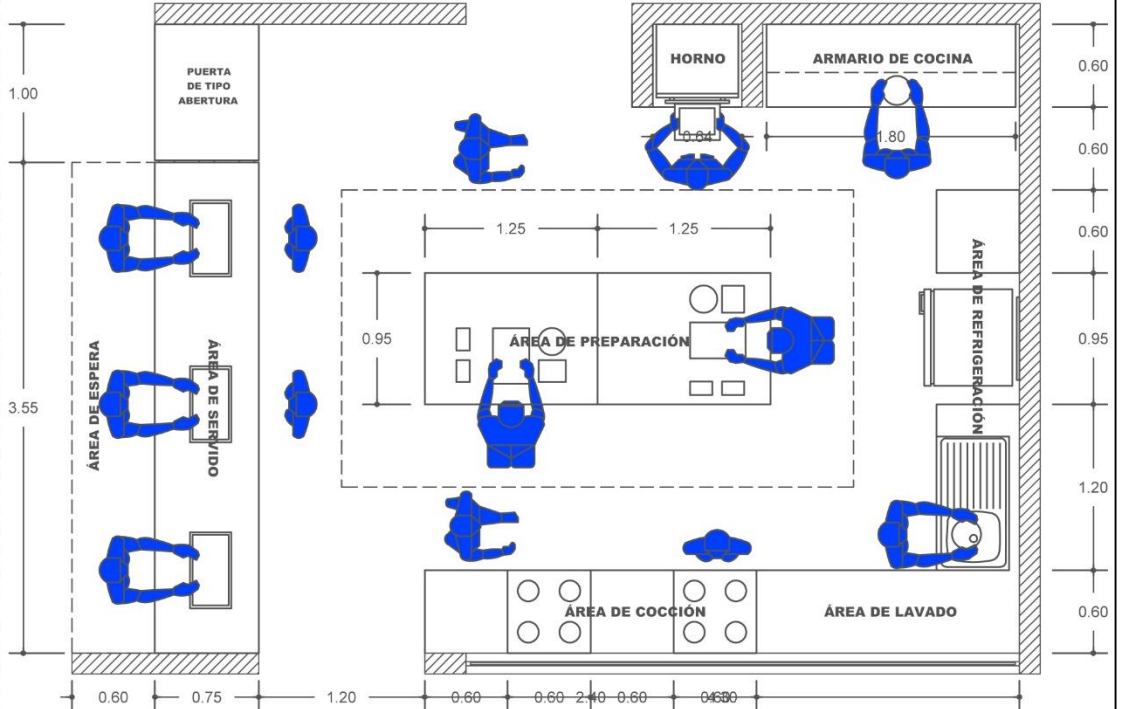 PUERTA
DE TIPO
ABERTURA
HORNO
ARMARIO DE COCINA
1.00
0.60
0.64
1.80
0.60
1.25
1.25
0.60
0.95
ÁREA DE PREPARACIÓN
ÁREA DE REFRIGERACIÓN
0.95
3.55
ÁREA DE ESPERA
ÁREA DE SERVIDO
1.20
ÁREA DE COCCIÓN
ÁREA DE LAVADO
0.60
0.60
0.75
1.20
0.60
0.60
2.40
0.60